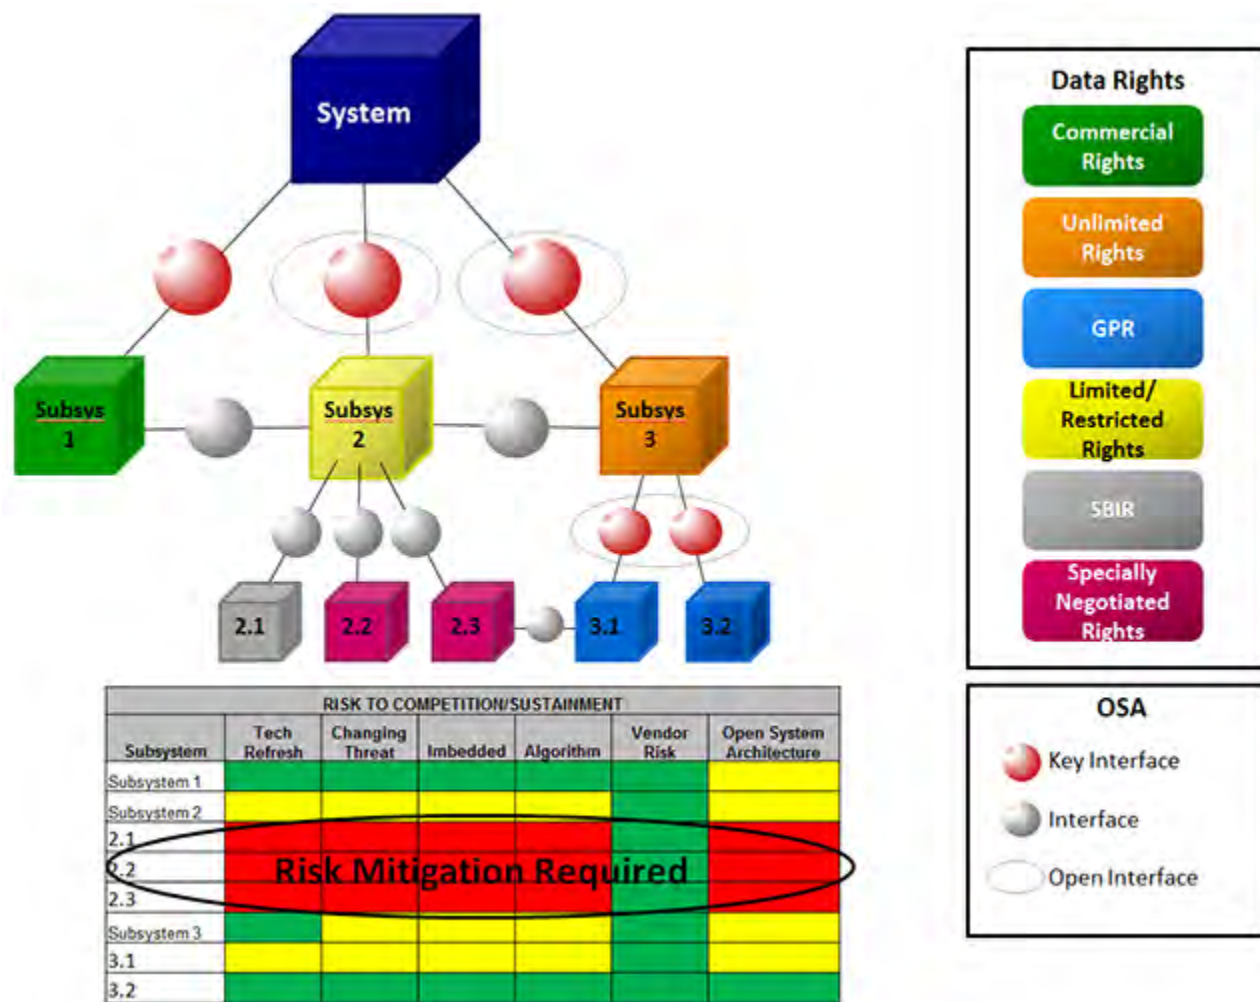 System
Subsys
1
Subsys
2
Subsys
3
2.1
2.2
2.3
3.1
3.2
Data Rights
Commercial
Rights
Unlimited
Rights
GPR
Limited/
Restricted
Rights
SBIR
Specially
Negotiated
Rights
OSA
Key Interface
Interface
Open Interface
RISK TO COMPETITION/SUSTAINMENT
Subsystem Tech Refresh Changing Threat Imbedded Algorithm Vendor Risk Open System Architecture
Subsystem 1
Subsystem 2
2.1
2.2
Risk Mitigation Required
2.3
Subsystem 3
3.1
3.2